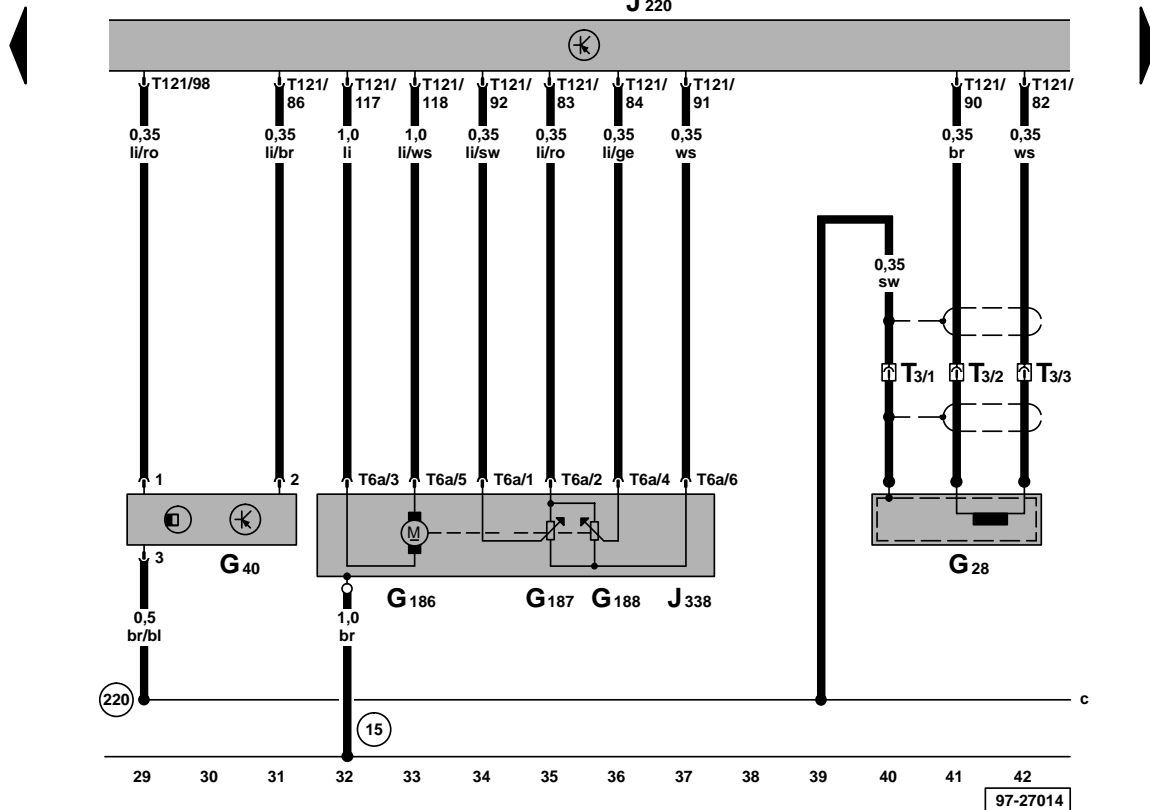 J 220
T121/98
T121/
86
T121/
117
T121/
118
T121/
92
T121/
83
T121/
84
T121/
91
T121/
90
T121/
82
0,35
li/ro
0,35
li/br
1,0
li
1,0
li/ws
0,35
li/sw
0,35
li/ro
0,35
li/ge
0,35
ws
0,35
br
0,35
ws
0,35
sw
T3/1
T3/2
T3/3
1
2
T6a/3
T6a/5
T6a/1
T6a/2
T6a/4
T6a/6
M
3
G 40
G186
G187
G188
J 338
G 28
0,5
br/bl
1,0
br
220
c
15
29 30 31 32 33 34 35 36 37 38 39 40 41 42
97-27014